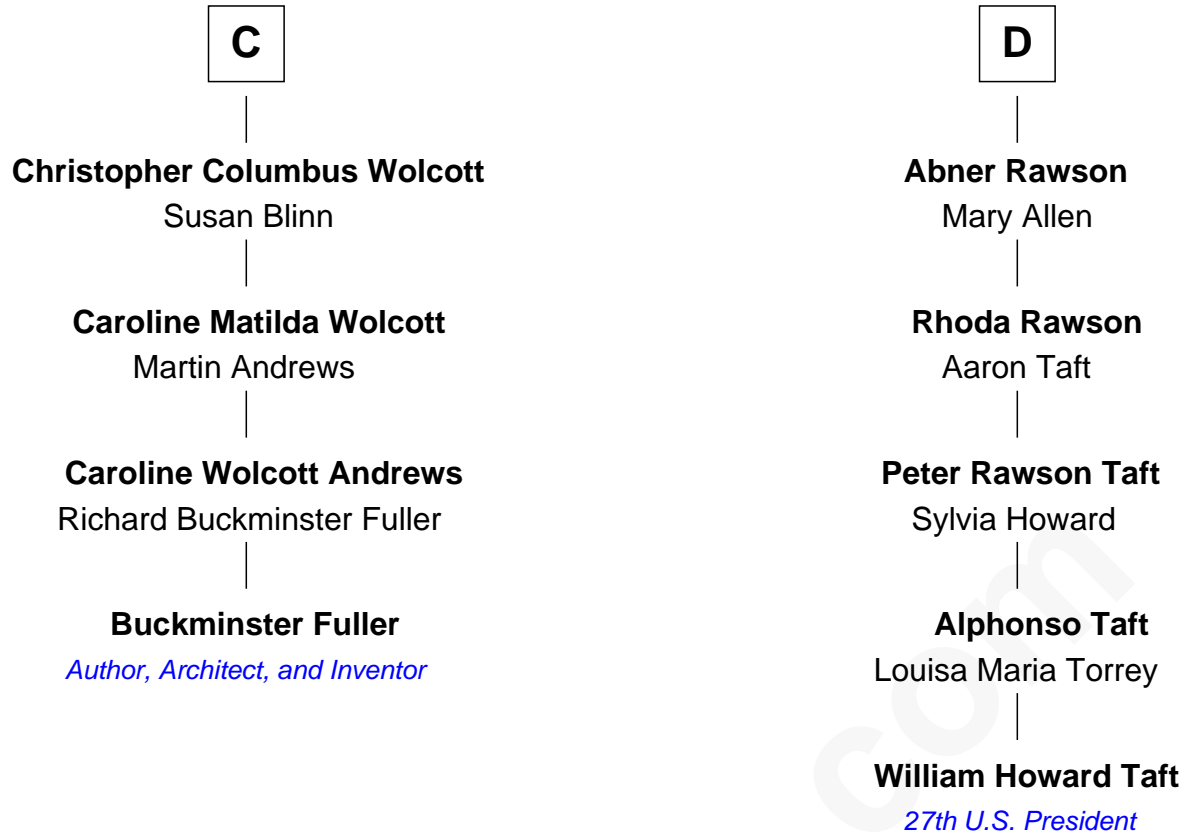 C
Christopher Columbus Wolcott
Susan Blinn
Caroline Matilda Wolcott
Martin Andrews
Caroline Wolcott Andrews
Richard Buckminster Fuller
Buckminster Fuller
Author, Architect, and Inventor
D
Abner Rawson
Mary Allen
Rhoda Rawson
Aaron Taft
Peter Rawson Taft
Sylvia Howard
Alphonso Taft
Louisa Maria Torrey
William Howard Taft
27th U.S. President
com